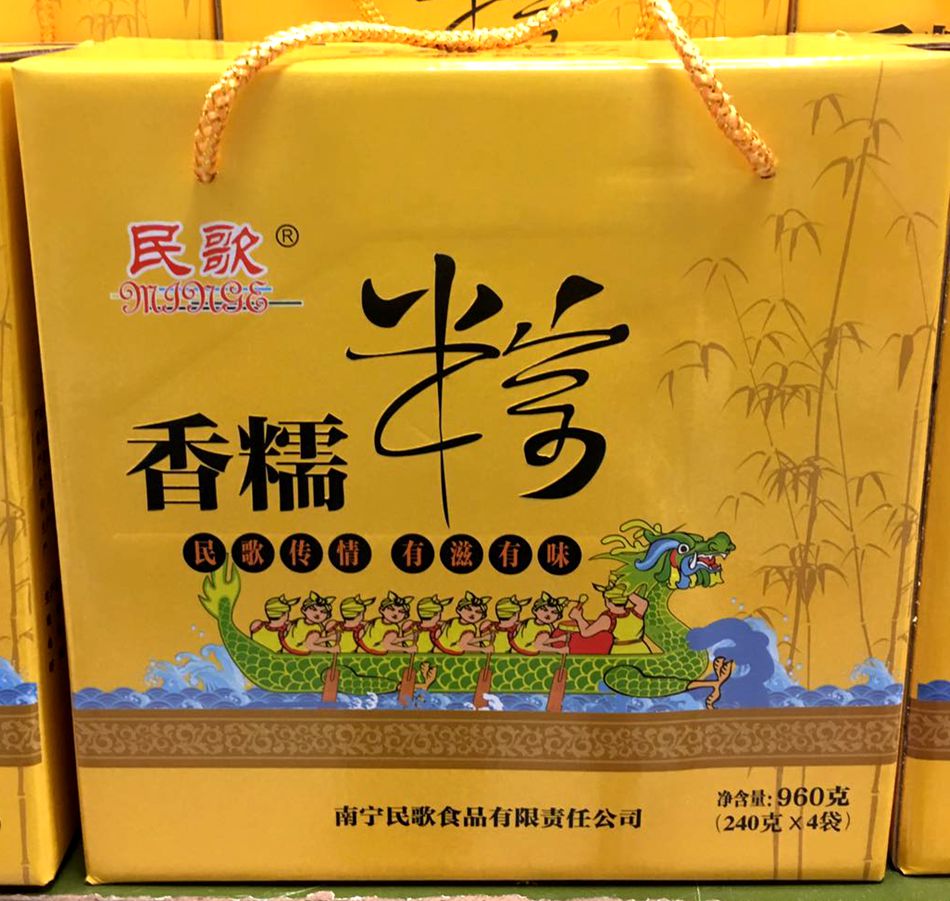 民歌®
MINGE
香糯粽
民歌传情 有滋有味
南宁民歌食品有限责任公司
净含量:960克
(240克×4袋)